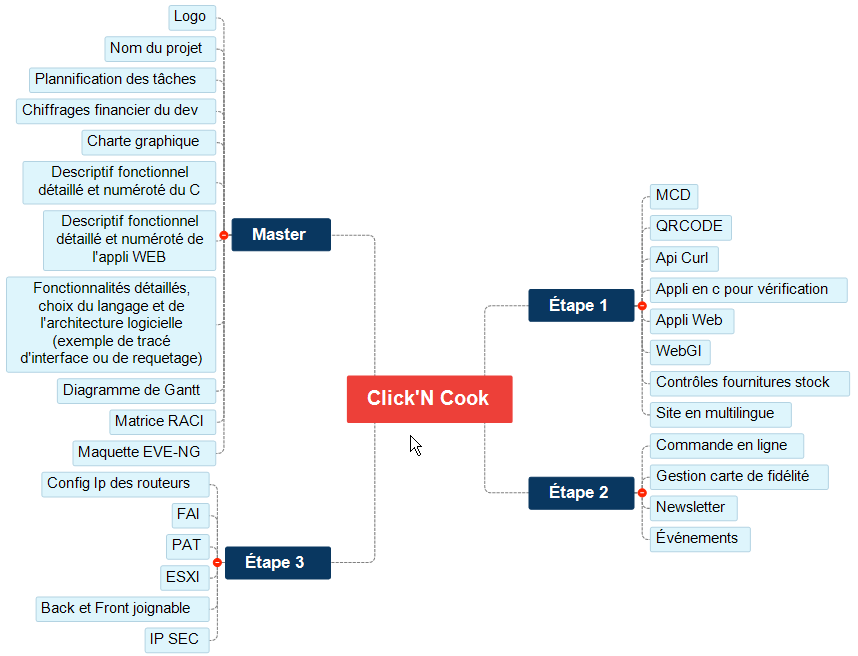 Click'N Cook
Master
Logo
Nom du projet
Plannification des tâches
Chiffrages financier du dev
Charte graphique
Descriptif fonctionnel
détaillé et numéroté du C
Descriptif fonctionnel
détaillé et numéroté de
l'appli WEB
Fonctionnalités détaillés,
choix du langage et de
l'architecture logicielle
(exemple de tracé
d'interface ou de requetage)
Diagramme de Gantt
Matrice RACI
Maquette EVE-NG
Étape 1
MCD
QRCODE
Api Curl
Appli en c pour vérification
Appli Web
WebGl
Contrôles fournitures stock
Site en multilingue
Étape 2
Commande en ligne
Gestion carte de fidélité
Newsletter
Événements
Étape 3
Config Ip des routeurs
FAI
PAT
ESXI
Back et Front joignable
IP SEC